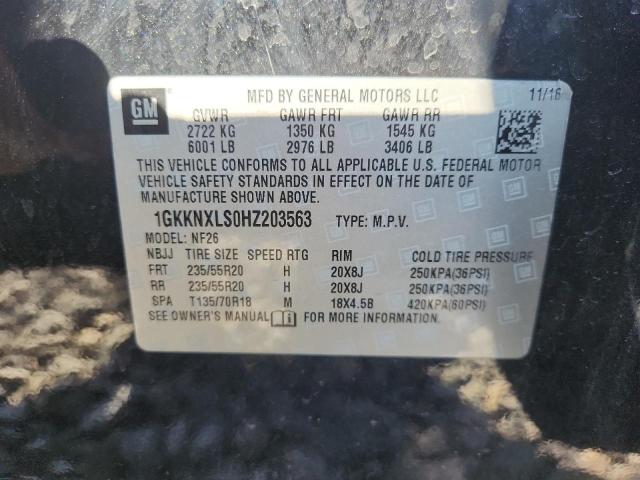 GM
MFD BY GENERAL MOTORS LLC 11/16
GVWR GAWR FRT GAWR RR
2722 KG 1350 KG 1545 KG
6001 LB 2976 LB 3406 LB
THIS VEHICLE CONFORMS TO ALL APPLICABLE U.S. FEDERAL MOTOR
VEHICLE SAFETY STANDARDS IN EFFECT ON THE DATE OF
MANUFACTURE SHOWN ABOVE.
1GKKNXLS0HZ203563 TYPE: M.P.V.
MODEL: NF26
NBJJ TIRE SIZE SPEED RTG RIM COLD TIRE PRESSURE
FRT 235/55R20 H 20X8J 250KPA(36PSI)
RR 235/55R20 H 20X8J 250KPA(36PSI)
SPA T135/70R18 M 18X4.5B 420KPA(60PSI)
SEE OWNER'S MANUAL FOR MORE INFORMATION.